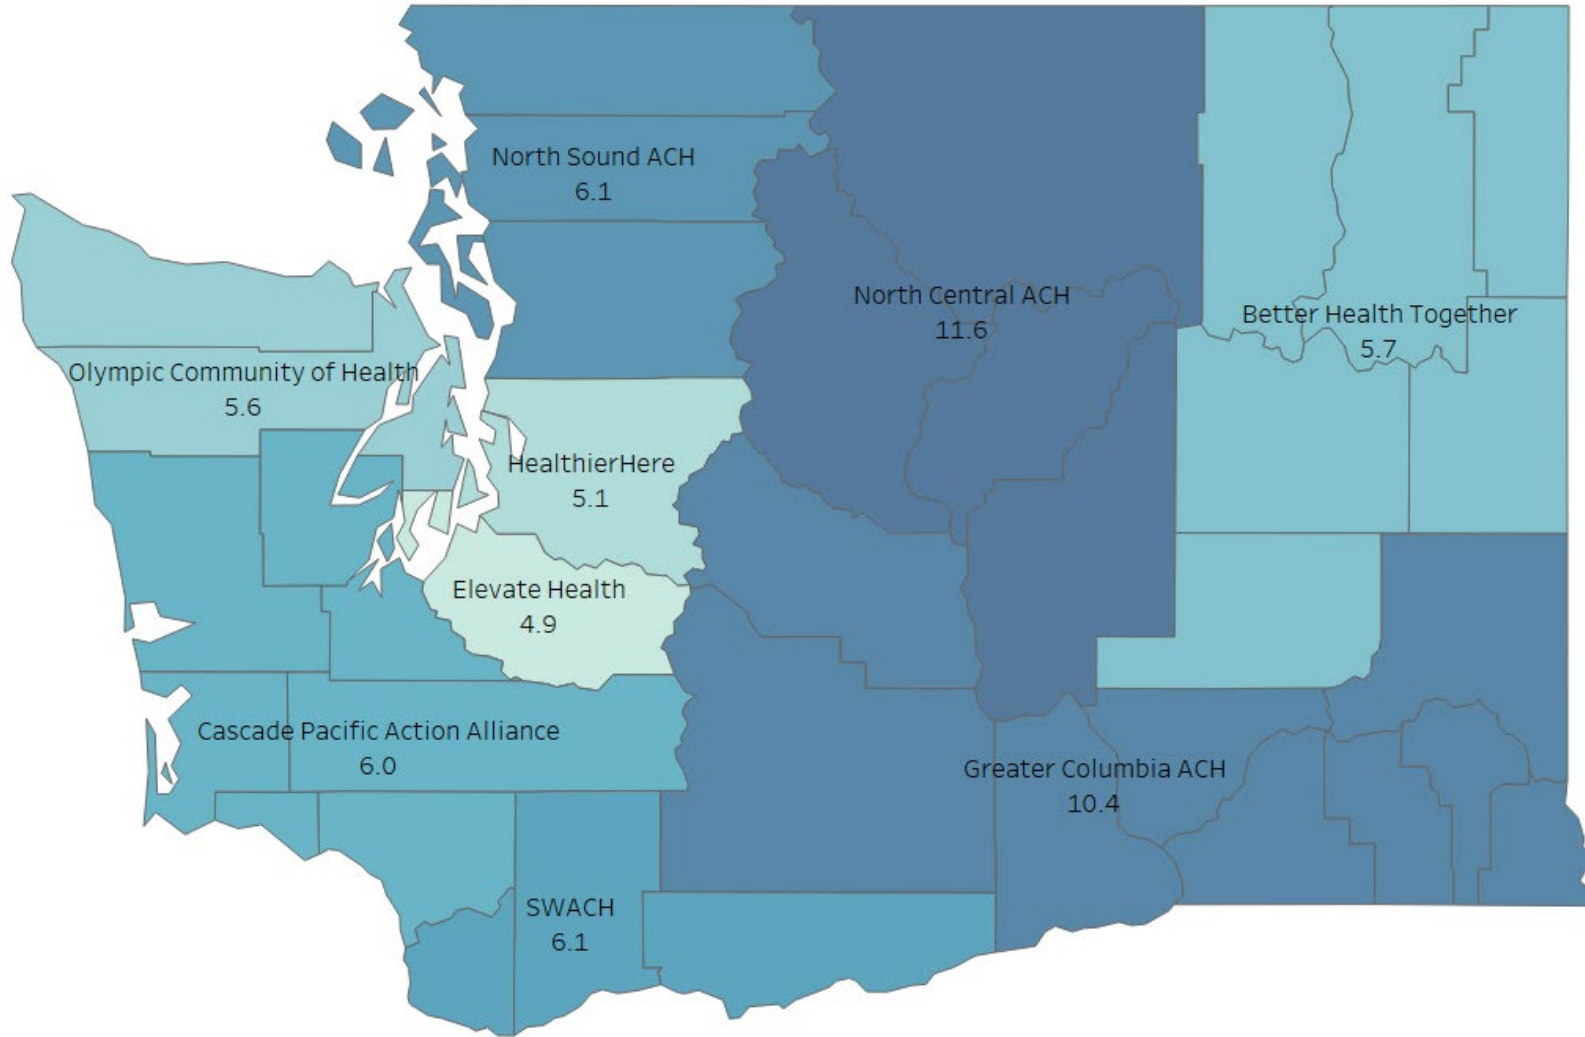 North Sound ACH
6.1
North Central ACH
11.6
Better Health Together
5.7
Olympic Community of Health
5.6
HealthierHere
5.1
Elevate Health
4.9
Cascade Pacific Action Alliance
6.0
Greater Columbia ACH
10.4
SWACH
6.1